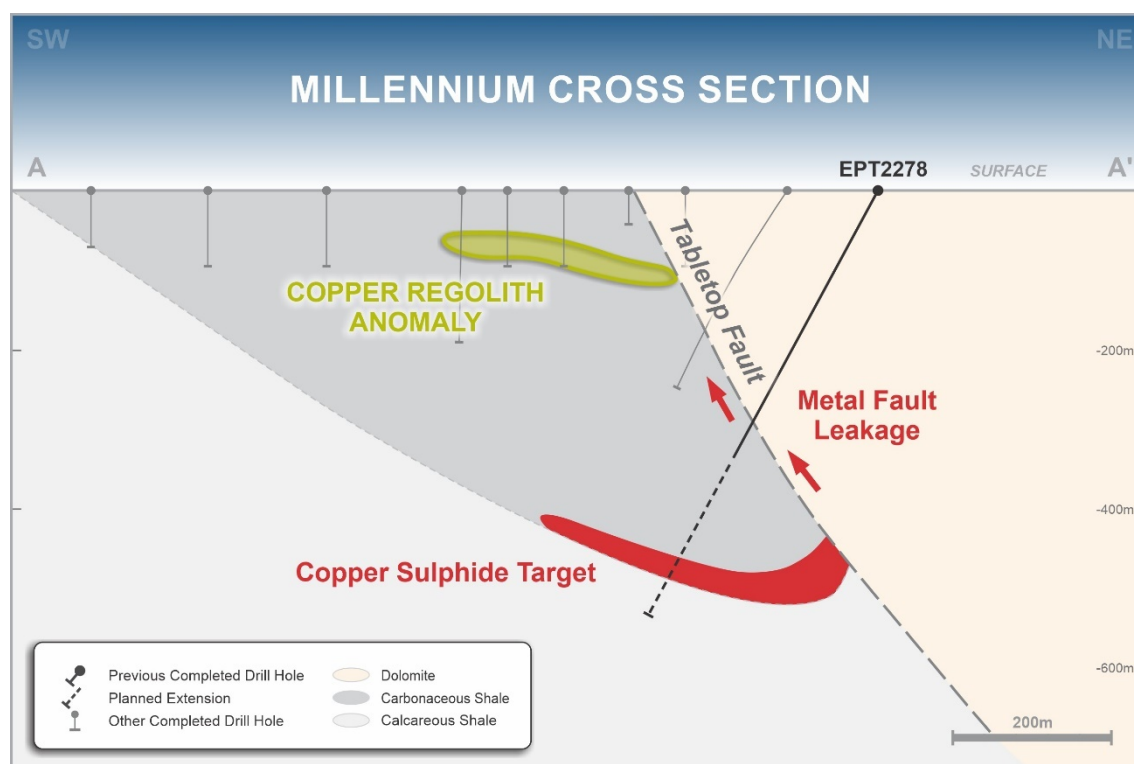 SW
NE
MILLENNIUM CROSS SECTION
A
EPT2278
SURFACE
A'
Tabletop Fault
COPPER REGOLITH
ANOMALY
-200m
Metal Fault
Leakage
-400m
Copper Sulphide Target
-600m
Previous Completed Drill Hole
Planned Extension
Other Completed Drill Hole
Dolomite
Carbonaceous Shale
Calcareous Shale
200m